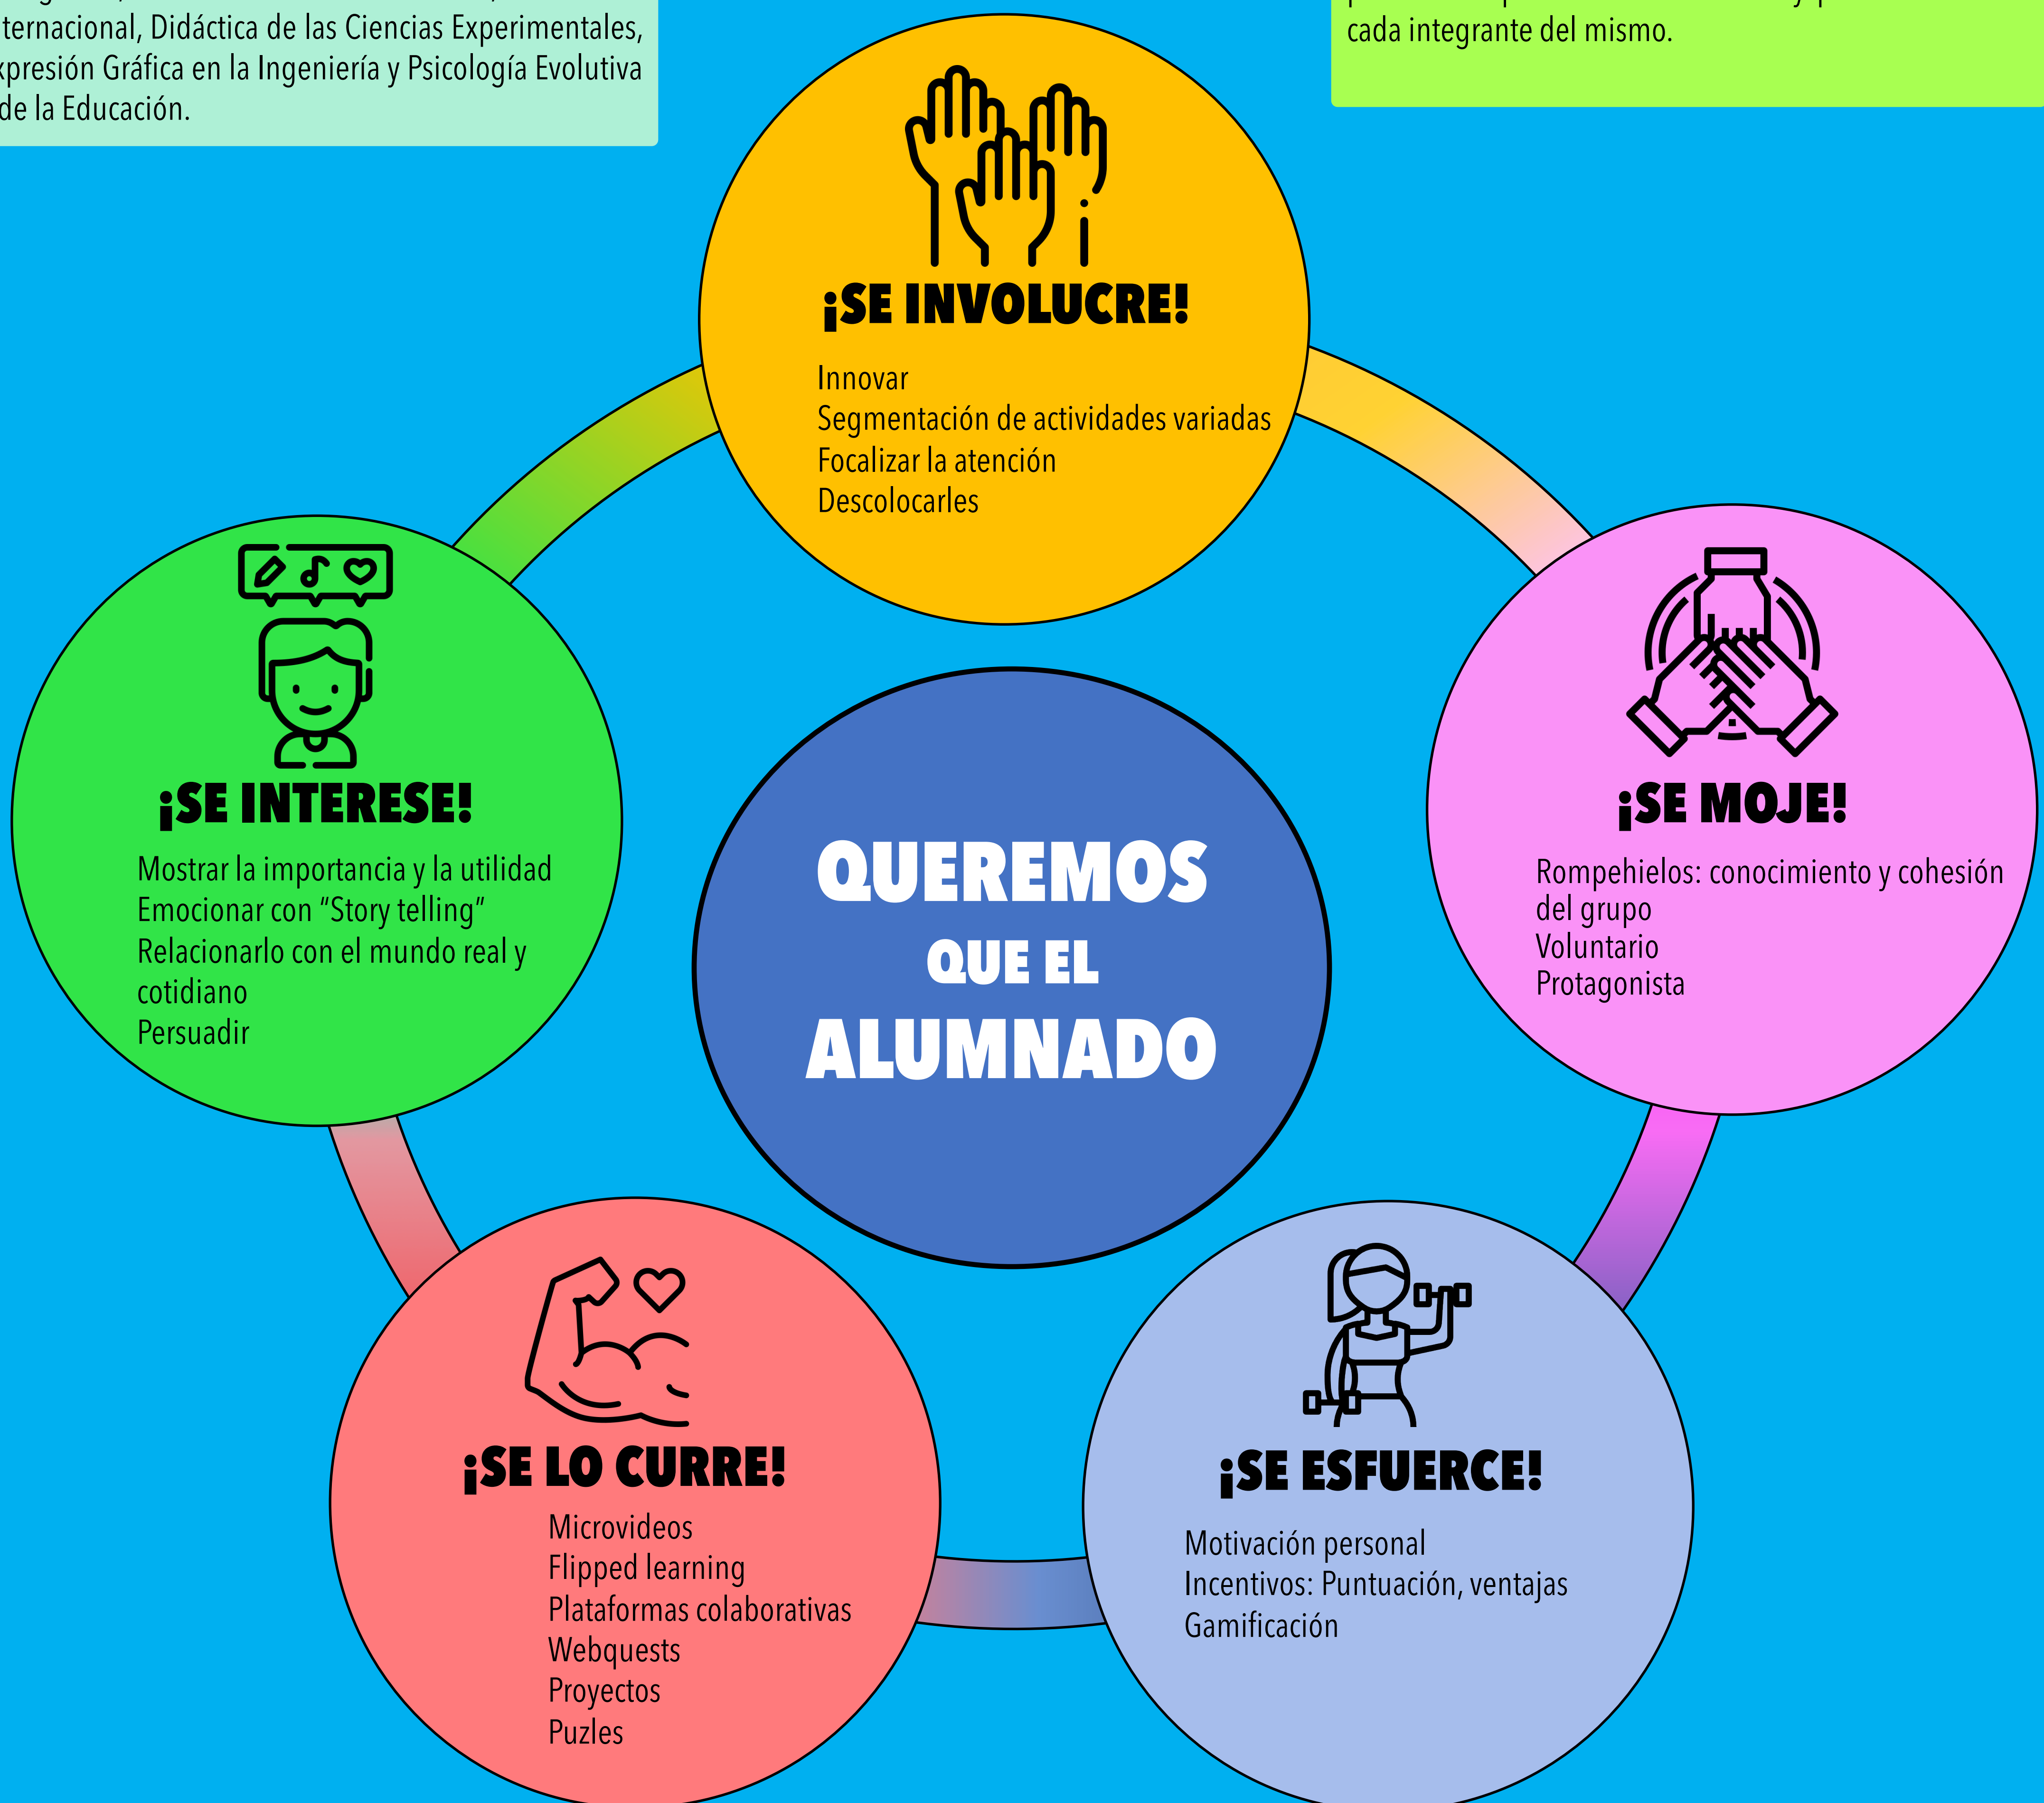 Internacional, Didáctica de las Ciencias Experimentales,
Expresión Gráfica en la Ingeniería y Psicología Evolutiva
de la Educación.
cada integrante del mismo.
¡SE INVOLUCRE!
Innovar
Segmentación de actividades variadas
Focalizar la atención
Descolocarles
¡SE INTERESE!
Mostrar la importancia y la utilidad
Emocionar con “Story telling”
Relacionarlo con el mundo real y
cotidiano
Persuadir
QUEREMOS
QUE EL
ALUMNADO
¡SE MOJE!
Rompehielos: conocimiento y cohesión
del grupo
Voluntario
Protagonista
¡SE LO CURRE!
Microvideos
Flipped learning
Plataformas colaborativas
Webquests
Proyectos
Puzles
¡SE ESFUERCE!
Motivación personal
Incentivos: Puntuación, ventajas
Gamificación